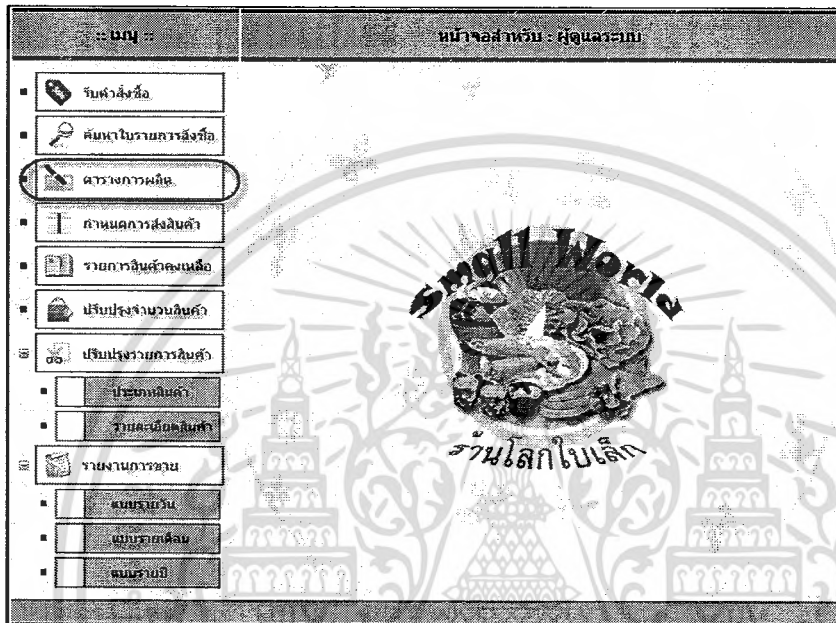 :: เมนู ::
หน้าจอสำหรับ : ผู้ดูแลระบบ
รับคำสั่งซื้อ
ค้นหาใบรายการสั่งซื้อ
ตารางการผลิต
กำหนดการส่งสินค้า
รายการสินค้าคงเหลือ
ปรับปรุงจำนวนสินค้า
ปรับปรุงรายการสินค้า
ประเภทสินค้า
รายละเอียดสินค้า
รายงานการขาย
แบบรายวัน
แบบรายเดือน
แบบรายปี
Small World
ร้านโลกใบเล็ก